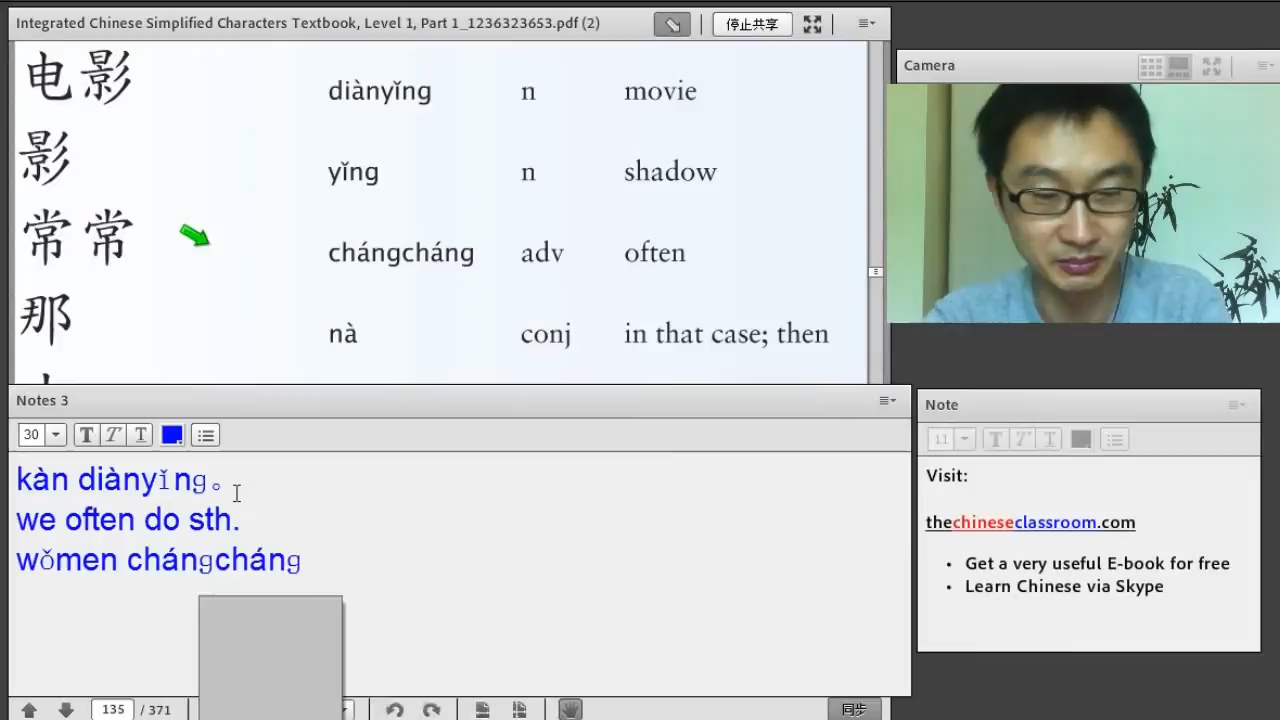 Integrated Chinese Simplified Characters Textbook, Level 1, Part 1_1236323653.pdf (2)
停止共享
电影 diànyǐng n movie
影 yǐng n shadow
常常 chángcháng adv often
那 nà conj in that case; then
Camera
Notes 3
30
kàn diànyǐng。
we often do sth.
wǒmen chángcháng
135 / 371
同步
Note
11
Visit:
thechineseclassroom.com
• Get a very useful E-book for free
• Learn Chinese via Skype